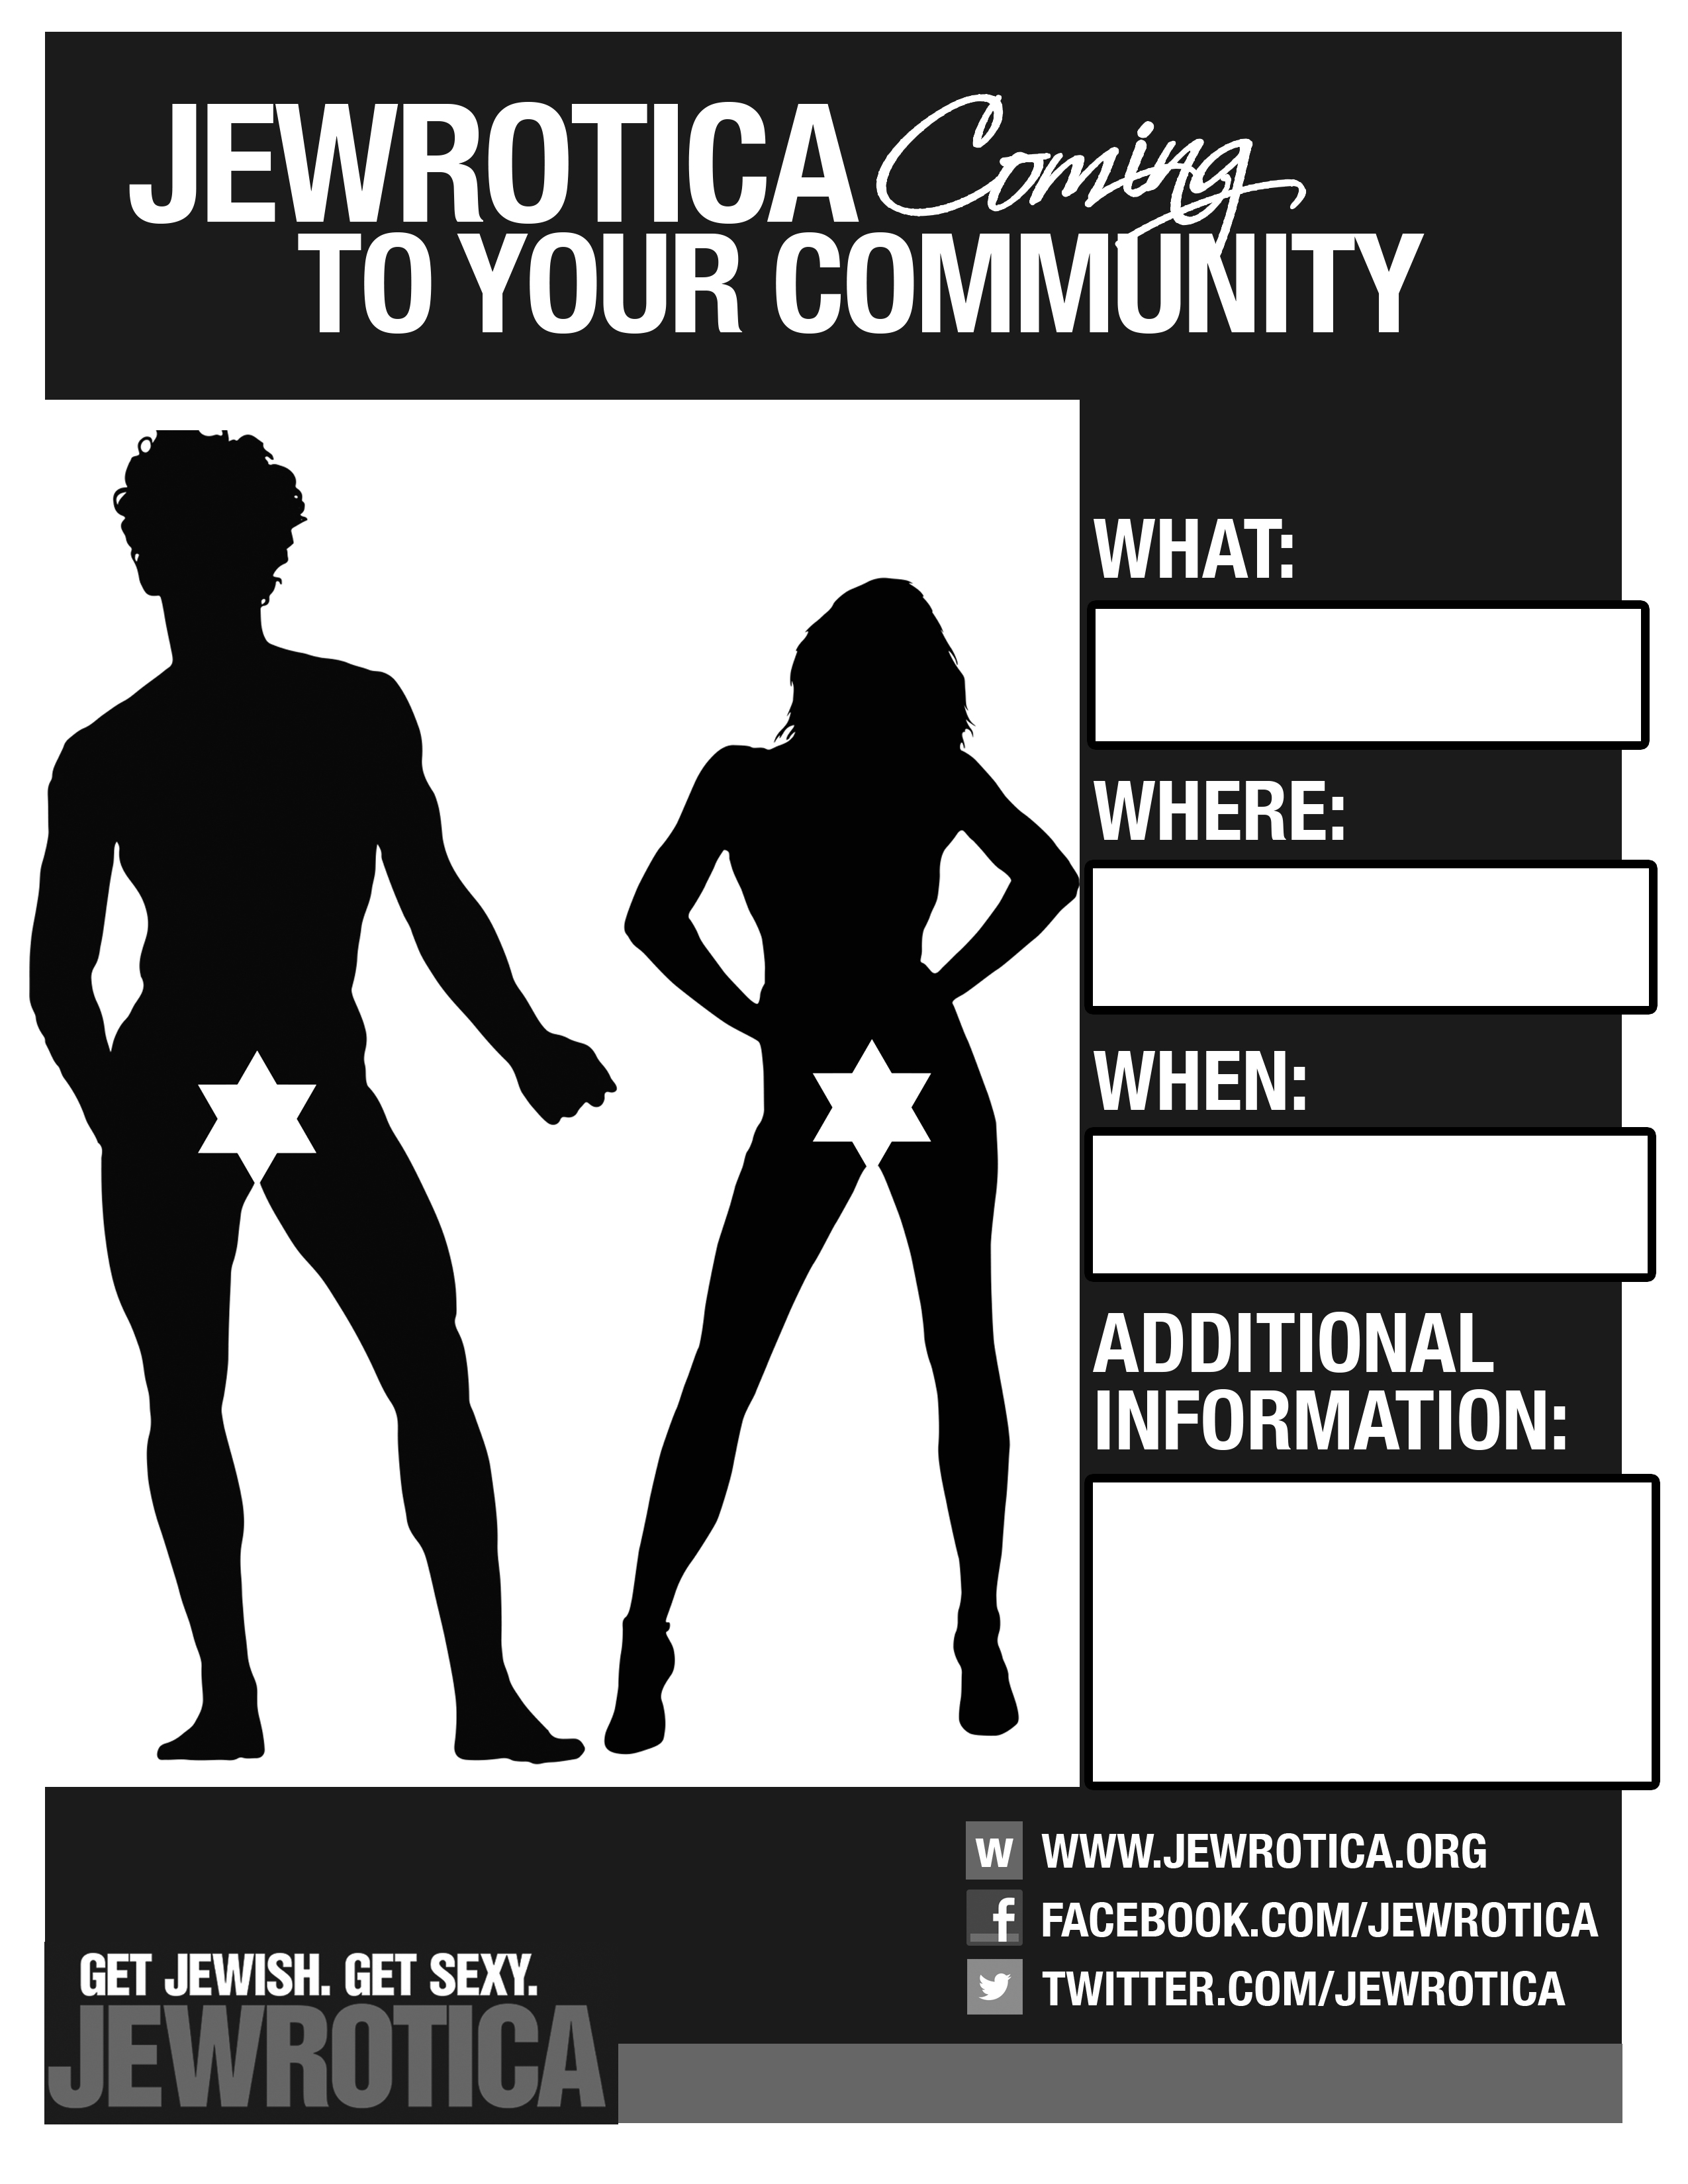 JEWROTICA Coming
TO YOUR COMMUNITY
WHAT:
WHERE:
WHEN:
ADDITIONAL
INFORMATION:
W WWW.JEWROTICA.ORG
f FACEBOOK.COM/JEWROTICA
TWITTER.COM/JEWROTICA
GET JEWISH. GET SEXY.
JEWROTICA